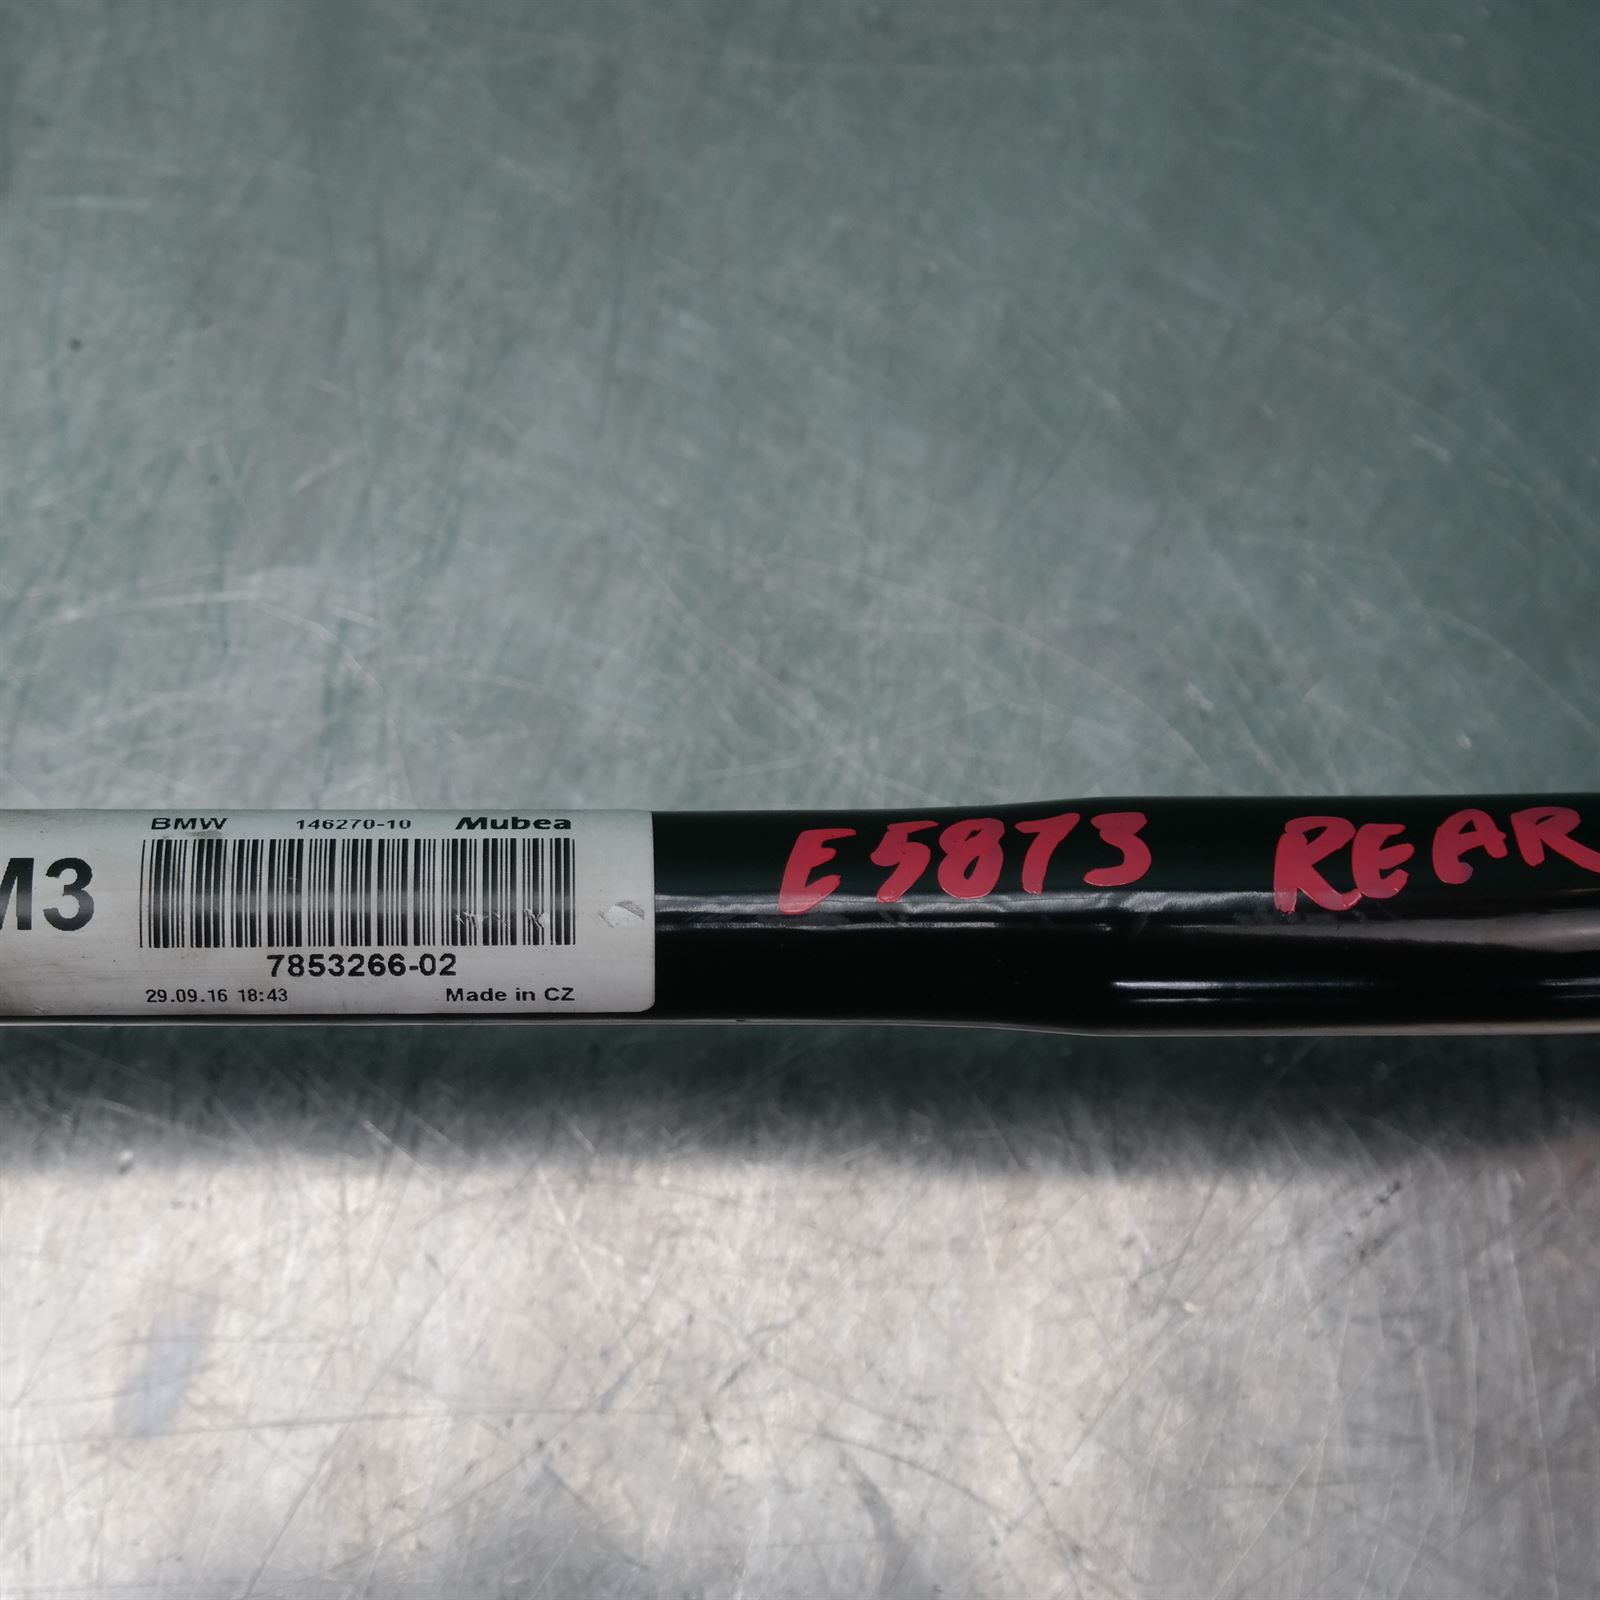 M3
BMW 146270-10 Mubea
7853266-02
29.09.16 18:43 Made in CZ
E5873 REAR